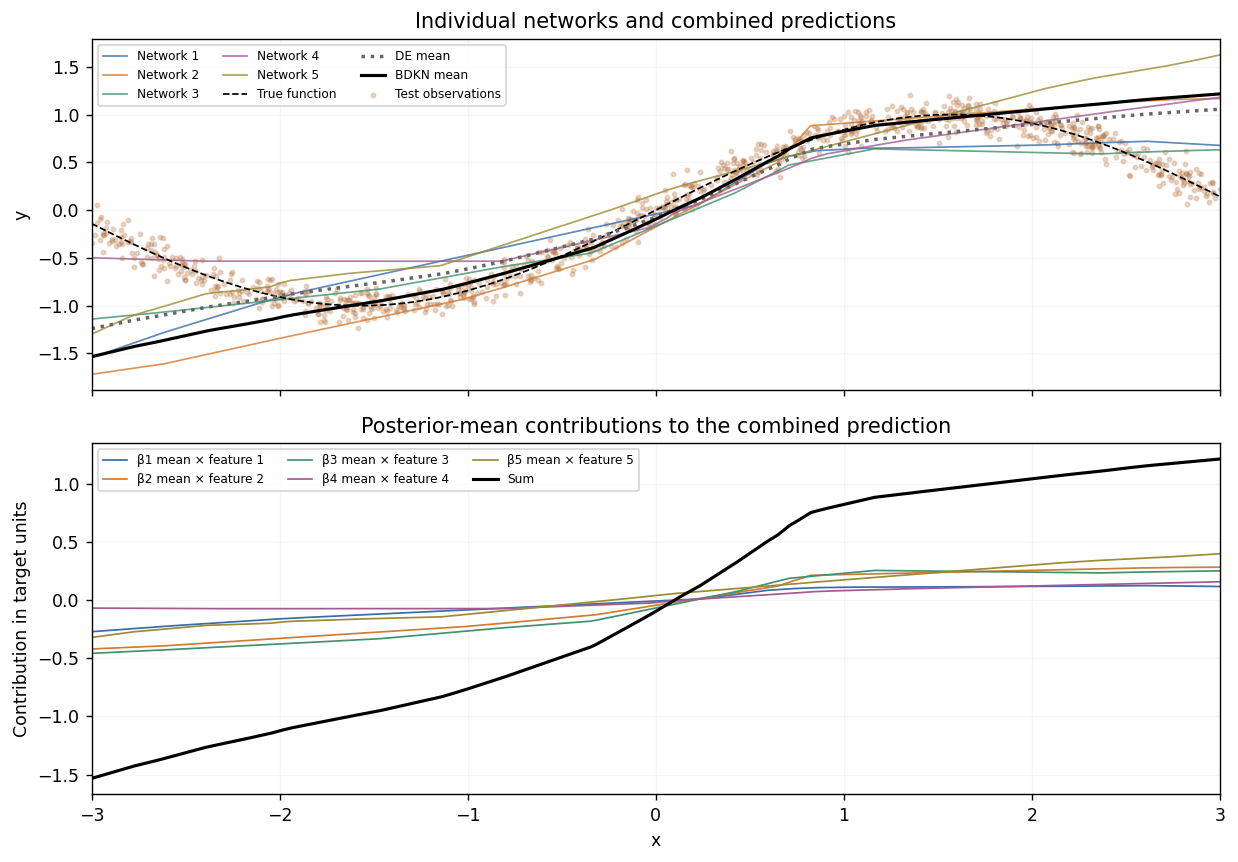 Individual networks and combined predictions
Network 1
Network 2
Network 3
Network 4
Network 5
True function
DE mean
BDKN mean
Test observations
1.5
1.0
0.5
0.0
−0.5
−1.0
−1.5
y
Posterior-mean contributions to the combined prediction
β1 mean × feature 1
β2 mean × feature 2
β3 mean × feature 3
β4 mean × feature 4
β5 mean × feature 5
Sum
1.0
0.5
0.0
−0.5
−1.0
−1.5
Contribution in target units
−3
−2
−1
0
1
2
3
x